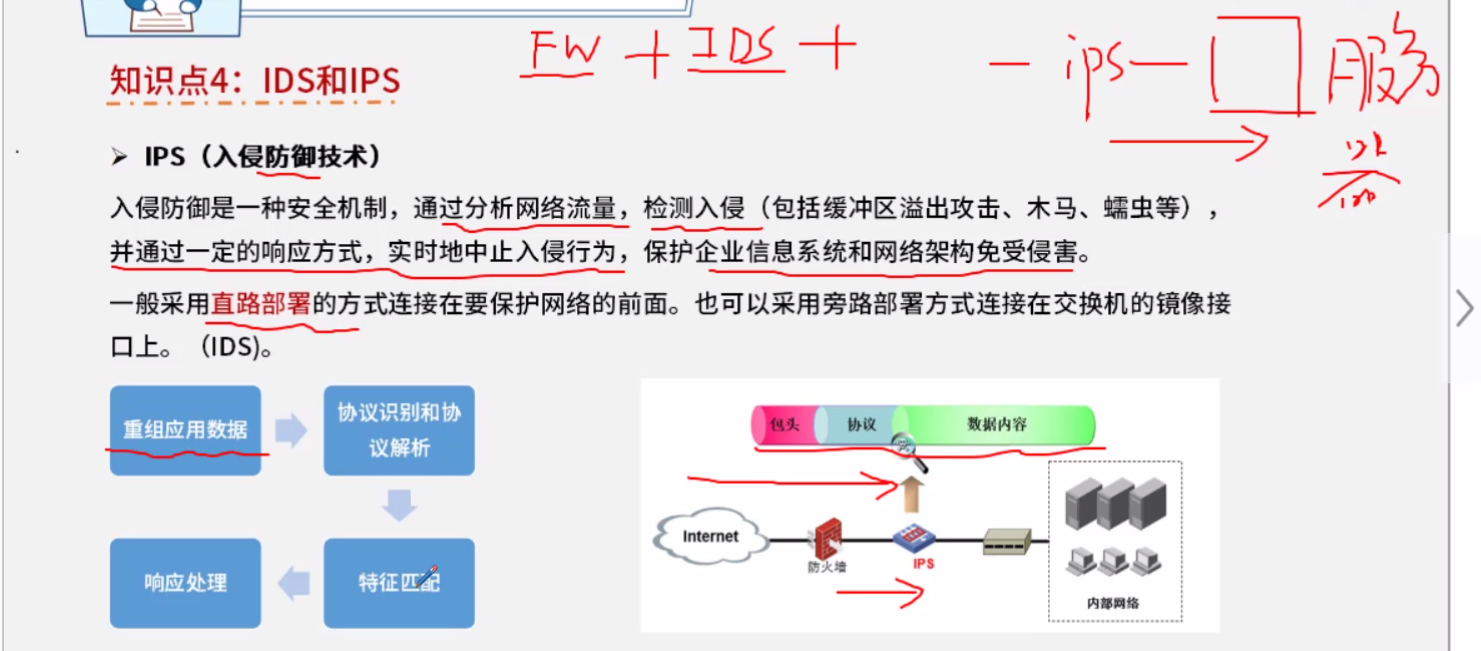 FW + IDS + - ips - 服务
知识点4：IDS和IPS
➢ IPS（入侵防御技术）
入侵防御是一种安全机制，通过分析网络流量，检测入侵（包括缓冲区溢出攻击、木马、蠕虫等），
并通过一定的响应方式，实时地中止入侵行为，保护企业信息系统和网络架构免受侵害。
一般采用直路部署的方式连接在要保护网络的前面。也可以采用旁路部署方式连接在交换机的镜像接
口上。（IDS)。
重组应用数据
协议识别和协
议解析
响应处理
特征匹配
包头 协议 数据内容
Internet
防火墙
IPS
内部网络